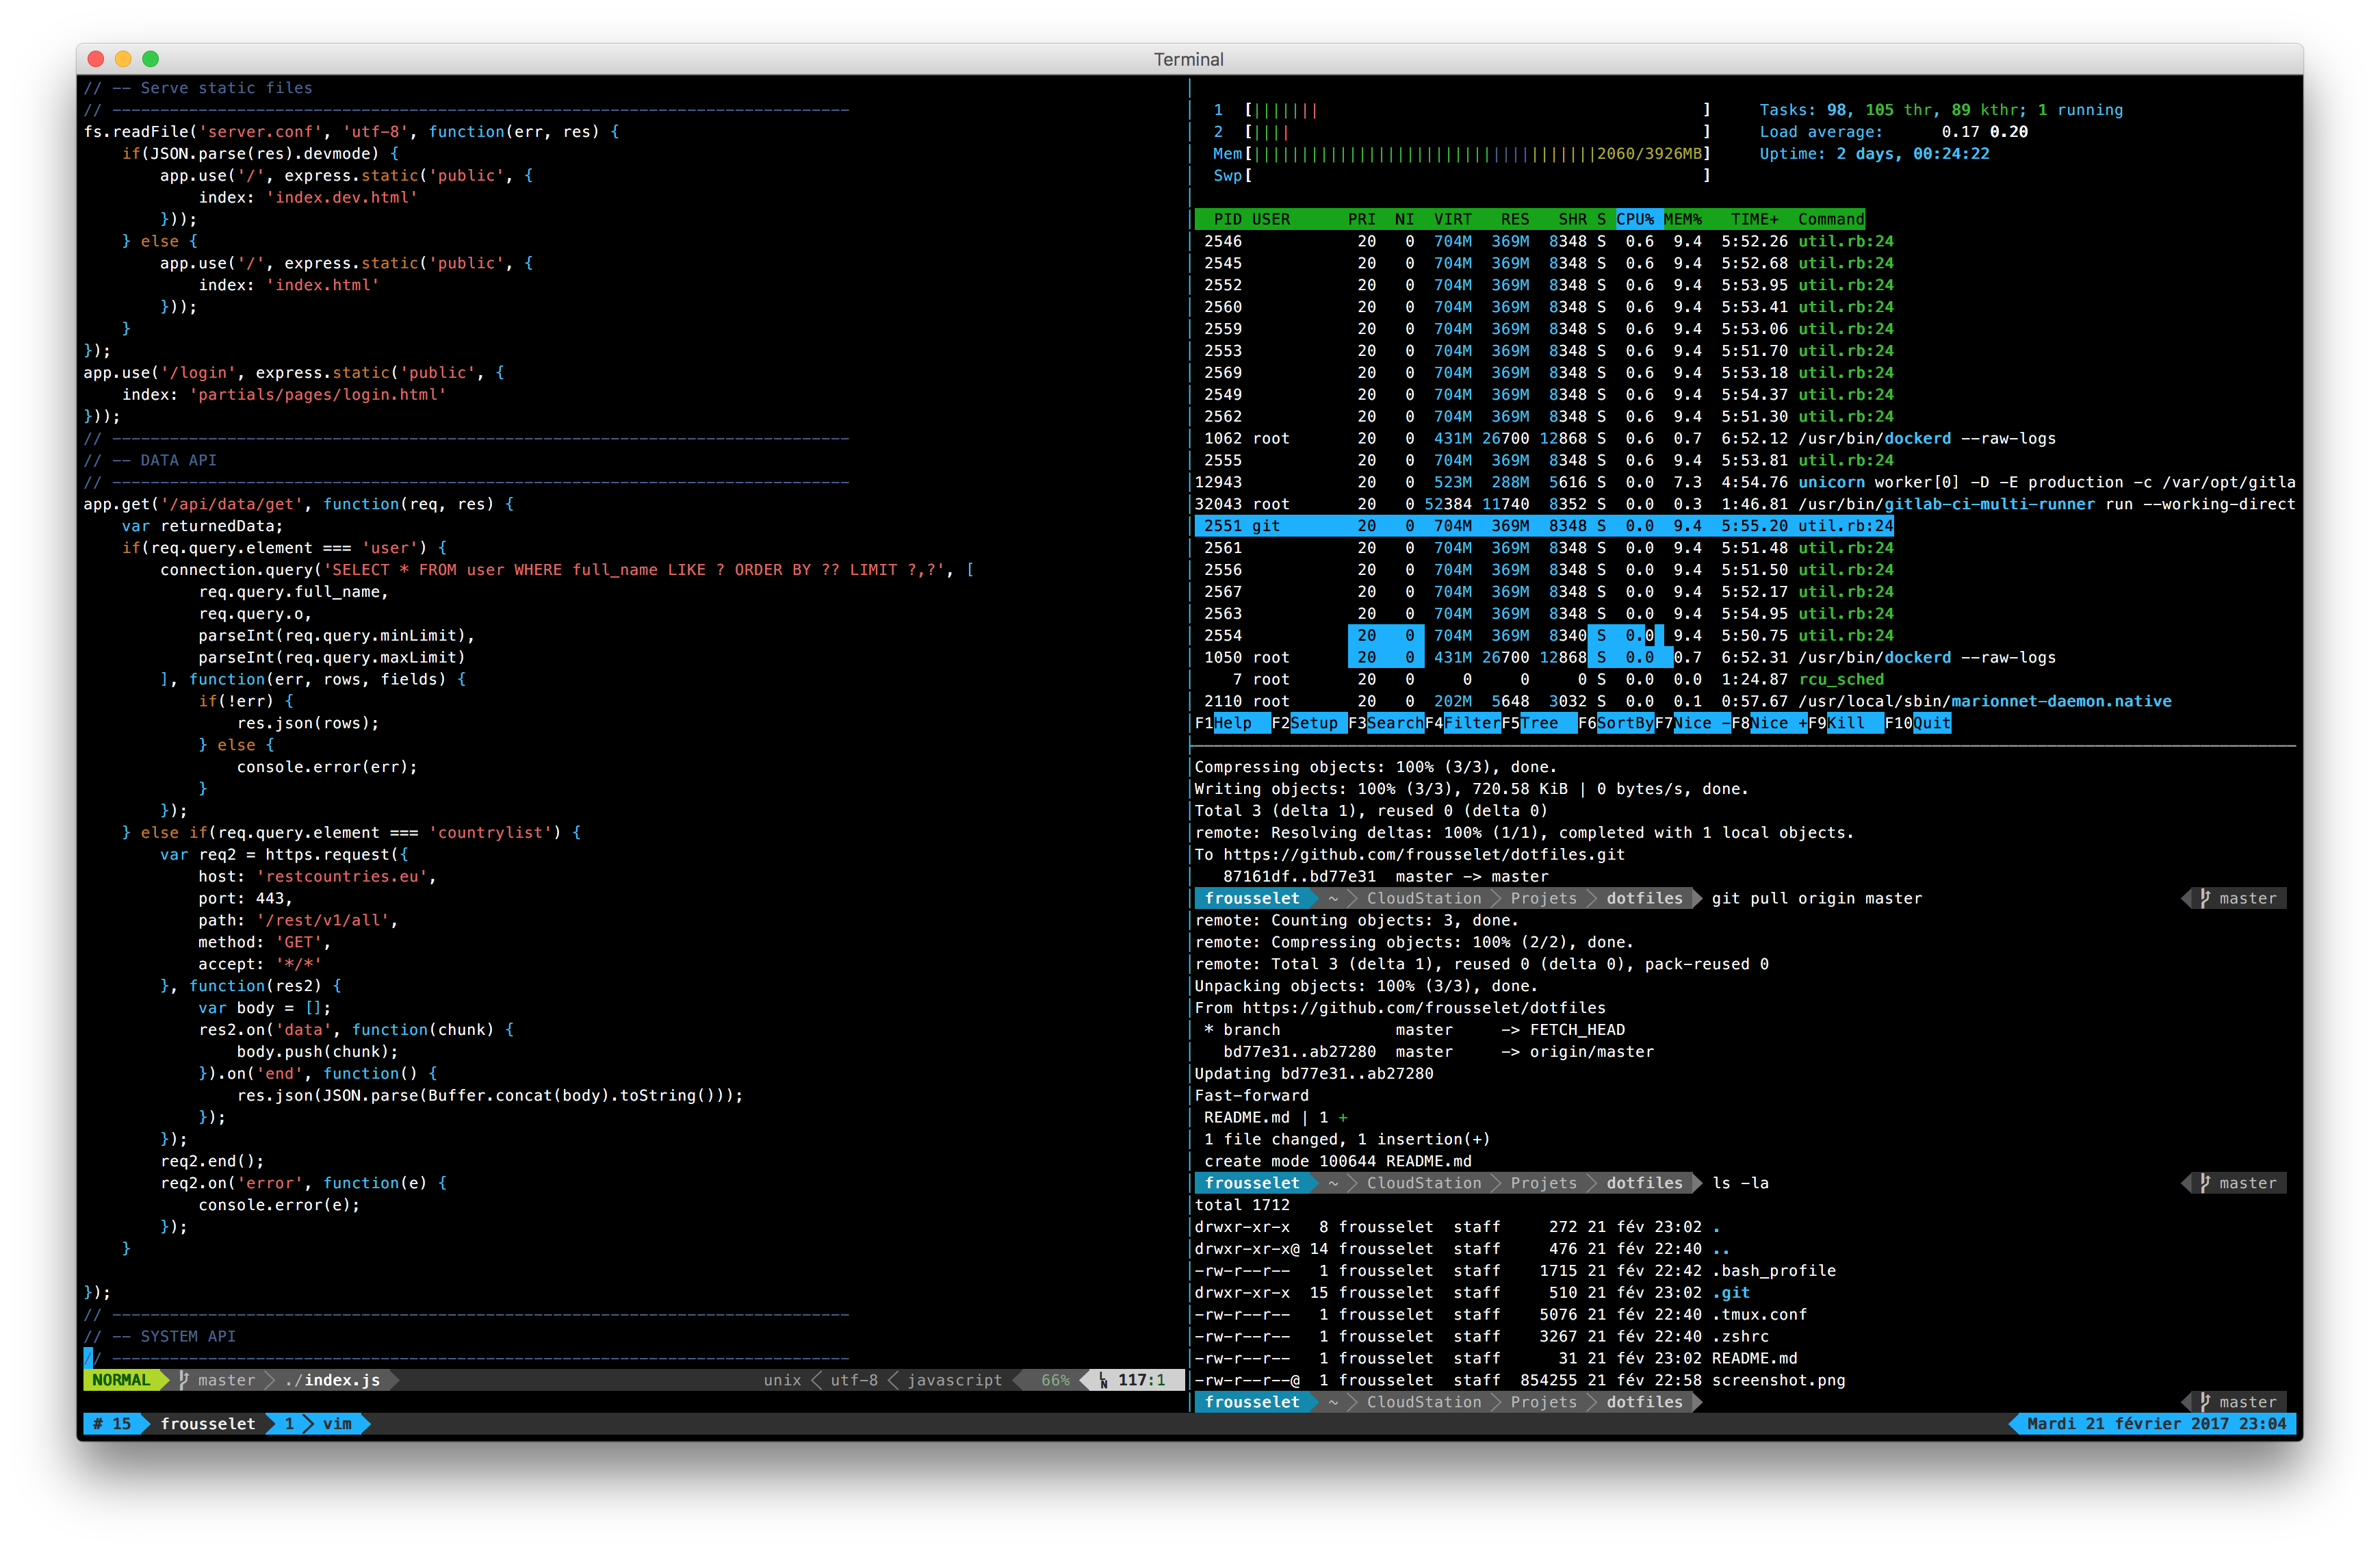 Terminal
// -- Serve static files
// -----------------------------------------------------------------------------
fs.readFile('server.conf', 'utf-8', function(err, res) {
    if(JSON.parse(res).devmode) {
        app.use('/', express.static('public', {
            index: 'index.dev.html'
        }));
    } else {
        app.use('/', express.static('public', {
            index: 'index.html'
        }));
    }
});
app.use('/login', express.static('public', {
    index: 'partials/pages/login.html'
}));
// -----------------------------------------------------------------------------
// -- DATA API
// -----------------------------------------------------------------------------
app.get('/api/data/get', function(req, res) {
    var returnedData;
    if(req.query.element === 'user') {
        connection.query('SELECT * FROM user WHERE full_name LIKE ? ORDER BY ?? LIMIT ?,?', [
            req.query.full_name,
            req.query.o,
            parseInt(req.query.minLimit),
            parseInt(req.query.maxLimit)
        ], function(err, rows, fields) {
            if(!err) {
                res.json(rows);
            } else {
                console.error(err);
            }
        });
    } else if(req.query.element === 'countrylist') {
        var req2 = https.request({
            host: 'restcountries.eu',
            port: 443,
            path: '/rest/v1/all',
            method: 'GET',
            accept: '*/*'
        }, function(res2) {
            var body = [];
            res2.on('data', function(chunk) {
                body.push(chunk);
            }).on('end', function() {
                res.json(JSON.parse(Buffer.concat(body).toString()));
            });
        });
        req2.end();
        req2.on('error', function(e) {
            console.error(e);
        });
    }
});
// -----------------------------------------------------------------------------
// -- SYSTEM API
// -----------------------------------------------------------------------------
NORMAL master ./index.js unix utf-8 javascript 66% LN 117:1
1 [||||||| ] Tasks: 98, 105 thr, 89 kthr; 1 running
2 [|||| ] Load average: 0.17 0.20
Mem[||||||||||||||||||||||||||||||||||||2060/3926MB] Uptime: 2 days, 00:24:22
Swp[ ]
PID USER PRI NI VIRT RES SHR S CPU% MEM% TIME+ Command
2546 20 0 704M 369M 8348 S 0.6 9.4 5:52.26 util.rb:24
2545 20 0 704M 369M 8348 S 0.6 9.4 5:52.68 util.rb:24
2552 20 0 704M 369M 8348 S 0.6 9.4 5:53.95 util.rb:24
2560 20 0 704M 369M 8348 S 0.6 9.4 5:53.41 util.rb:24
2559 20 0 704M 369M 8348 S 0.6 9.4 5:53.06 util.rb:24
2553 20 0 704M 369M 8348 S 0.6 9.4 5:51.70 util.rb:24
2569 20 0 704M 369M 8348 S 0.6 9.4 5:53.18 util.rb:24
2549 20 0 704M 369M 8348 S 0.6 9.4 5:54.37 util.rb:24
2562 20 0 704M 369M 8348 S 0.6 9.4 5:51.30 util.rb:24
1062 root 20 0 431M 26700 12868 S 0.6 0.7 6:52.12 /usr/bin/dockerd --raw-logs
2555 20 0 704M 369M 8348 S 0.6 9.4 5:53.81 util.rb:24
12943 20 0 523M 288M 5616 S 0.0 7.3 4:54.76 unicorn worker[0] -D -E production -c /var/opt/gitla
32043 root 20 0 52384 11740 8352 S 0.0 0.3 1:46.81 /usr/bin/gitlab-ci-multi-runner run --working-direct
2551 git 20 0 704M 369M 8348 S 0.0 9.4 5:55.20 util.rb:24
2561 20 0 704M 369M 8348 S 0.0 9.4 5:51.48 util.rb:24
2556 20 0 704M 369M 8348 S 0.0 9.4 5:51.50 util.rb:24
2567 20 0 704M 369M 8348 S 0.0 9.4 5:52.17 util.rb:24
2563 20 0 704M 369M 8348 S 0.0 9.4 5:54.95 util.rb:24
2554 20 0 704M 369M 8340 S 0.0 9.4 5:50.75 util.rb:24
1050 root 20 0 431M 26700 12868 S 0.0 0.7 6:52.31 /usr/bin/dockerd --raw-logs
7 root 20 0 0 0 0 S 0.0 0.0 1:24.87 rcu_sched
2110 root 20 0 202M 5648 3032 S 0.0 0.1 0:57.67 /usr/local/sbin/marionnet-daemon.native
F1Help F2Setup F3SearchF4FilterF5Tree F6SortByF7Nice -F8Nice +F9Kill F10Quit
Compressing objects: 100% (3/3), done.
Writing objects: 100% (3/3), 720.58 KiB | 0 bytes/s, done.
Total 3 (delta 1), reused 0 (delta 0)
remote: Resolving deltas: 100% (1/1), completed with 1 local objects.
To https://github.com/frousselet/dotfiles.git
   87161df..bd77e31  master -> master
frousselet ~ CloudStation Projets dotfiles git pull origin master master
remote: Counting objects: 3, done.
remote: Compressing objects: 100% (2/2), done.
remote: Total 3 (delta 1), reused 0 (delta 0), pack-reused 0
Unpacking objects: 100% (3/3), done.
From https://github.com/frousselet/dotfiles
 * branch            master     -> FETCH_HEAD
   bd77e31..ab27280  master     -> origin/master
Updating bd77e31..ab27280
Fast-forward
 README.md | 1 +
 1 file changed, 1 insertion(+)
 create mode 100644 README.md
frousselet ~ CloudStation Projets dotfiles ls -la master
total 1712
drwxr-xr-x   8 frousselet  staff     272 21 fév 23:02 .
drwxr-xr-x@ 14 frousselet  staff     476 21 fév 22:40 ..
-rw-r--r--   1 frousselet  staff    1715 21 fév 22:42 .bash_profile
drwxr-xr-x  15 frousselet  staff     510 21 fév 23:02 .git
-rw-r--r--   1 frousselet  staff    5076 21 fév 22:40 .tmux.conf
-rw-r--r--   1 frousselet  staff    3267 21 fév 22:40 .zshrc
-rw-r--r--   1 frousselet  staff      31 21 fév 23:02 README.md
-rw-r--r--@  1 frousselet  staff  854255 21 fév 22:58 screenshot.png
frousselet ~ CloudStation Projets dotfiles master
# 15 frousselet 1 vim Mardi 21 février 2017 23:04